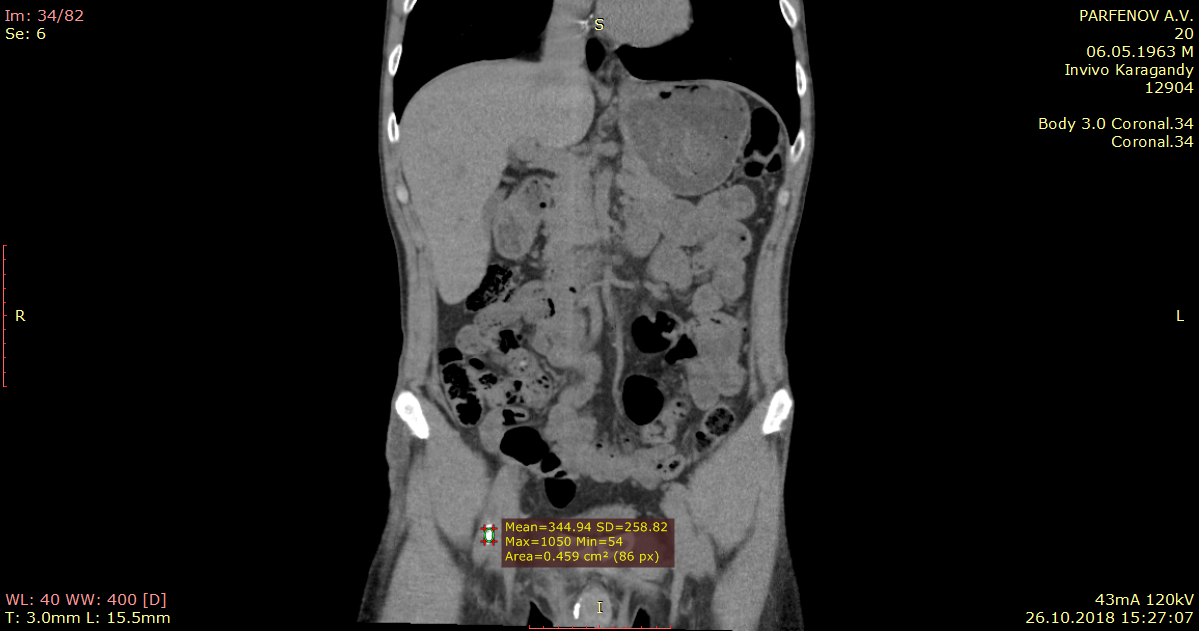 Im: 34/82
Se: 6
S
PARFENOV A.V.
20
06.05.1963 M
Invivo Karagandy
12904
Body 3.0 Coronal.34
Coronal.34
R
L
Mean=344.94 SD=258.82
Max=1050 Min=54
Area=0.459 cm² (86 px)
I
WL: 40 WW: 400 [D]
T: 3.0mm L: 15.5mm
43mA 120kV
26.10.2018 15:27:07